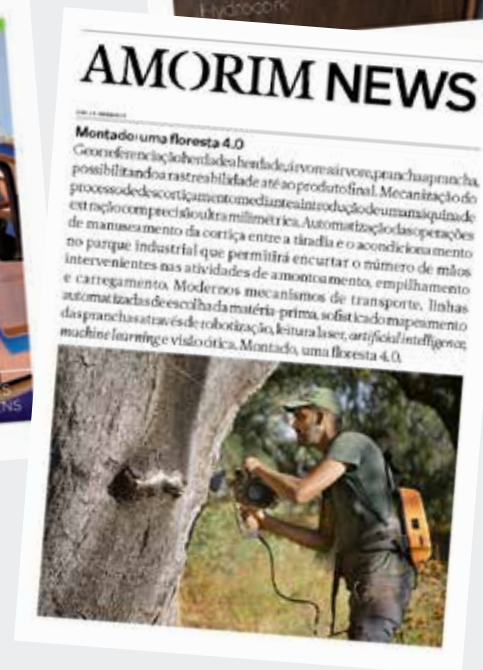 Hydrocork
AMORIM NEWS
Montado: uma floresta 4.0
Georreferenciação herdade a herdade, árvore a árvore, prancha a prancha,
possibilitando a rastreabilidade até ao produto final. Mecanização do
processo de descortiçamento mediante a introdução de uma máquina de
extração com precisão ultra milimétrica. Automatização das operações
de manuseamento da cortiça entre a tiradia e o acondicionamento
no parque industrial que permitirá encurtar o número de mãos
intervenientes nas atividades de amontoamento, empilhamento
e carregamento. Modernos mecanismos de transporte, linhas
automatizadas de escolha da matéria-prima, sofisticado mapeamento
das pranchas através de robotização, leitura laser, artificial intelligence,
machine learning e visão ótica. Montado, uma floresta 4.0.
NS